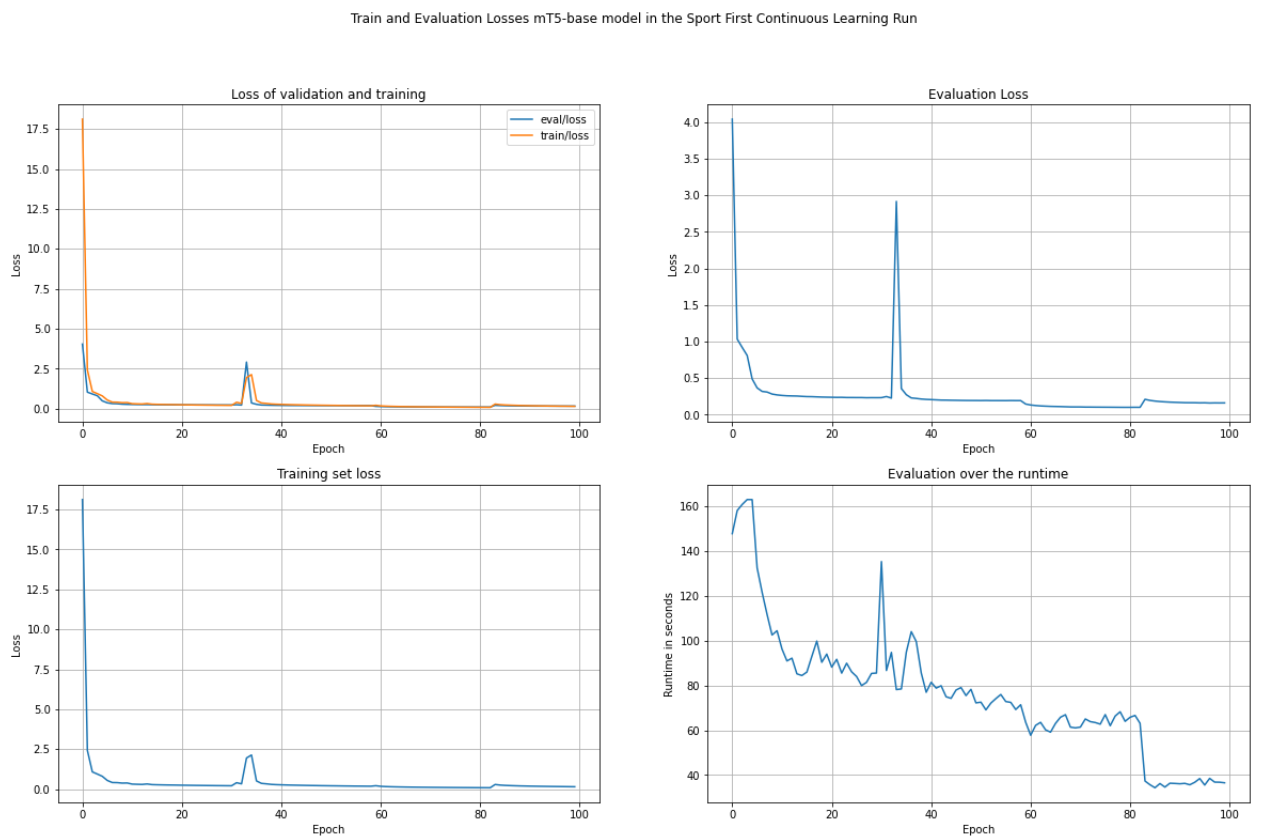 Train and Evaluation Losses mT5-base model in the Sport First Continuous Learning Run
Loss of validation and training
eval/loss
train/loss
17.5
15.0
12.5
10.0
7.5
5.0
2.5
0.0
Loss
0 20 40 60 80 100
Epoch
Evaluation Loss
4.0
3.5
3.0
2.5
2.0
1.5
1.0
0.5
0.0
Loss
0 20 40 60 80 100
Epoch
Training set loss
17.5
15.0
12.5
10.0
7.5
5.0
2.5
0.0
Loss
0 20 40 60 80 100
Epoch
Evaluation over the runtime
160
140
120
100
80
60
40
Runtime in seconds
0 20 40 60 80 100
Epoch